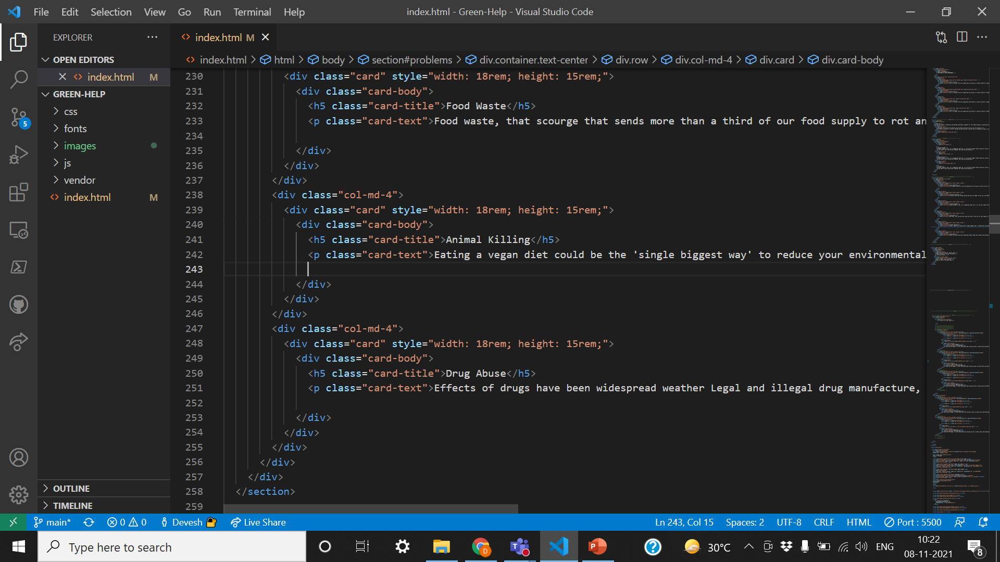 File Edit Selection View Go Run Terminal Help
index.html - Green-Help - Visual Studio Code
EXPLORER
index.html M
OPEN EDITORS
index.html M
GREEN-HELP
css
fonts
images
js
vendor
index.html M
OUTLINE
TIMELINE
5
index.html > html > body > section#problems > div.container.text-center > div.row > div.col-md-4 > div.card > div.card-body
230 <div class="card" style="width: 18rem; height: 15rem;">
231 <div class="card-body">
232 <h5 class="card-title">Food Waste</h5>
233 <p class="card-text">Food waste, that scourge that sends more than a third of our food supply to rot an
234
235 </div>
236 </div>
237 </div>
238 <div class="col-md-4">
239 <div class="card" style="width: 18rem; height: 15rem;">
240 <div class="card-body">
241 <h5 class="card-title">Animal Killing</h5>
242 <p class="card-text">Eating a vegan diet could be the 'single biggest way' to reduce your environmental
243
244 </div>
245 </div>
246 </div>
247 <div class="col-md-4">
248 <div class="card" style="width: 18rem; height: 15rem;">
249 <div class="card-body">
250 <h5 class="card-title">Drug Abuse</h5>
251 <p class="card-text">Effects of drugs have been widespread weather Legal and illegal drug manufacture,
252
253 </div>
254 </div>
255 </div>
256 </div>
257 </div>
258 </section>
259
main* 0 0 Devesh Live Share
Ln 243, Col 15 Spaces: 2 UTF-8 CRLF HTML Port : 5500
Type here to search
D
T
P
?
30°C
ENG
10:22
08-11-2021
8